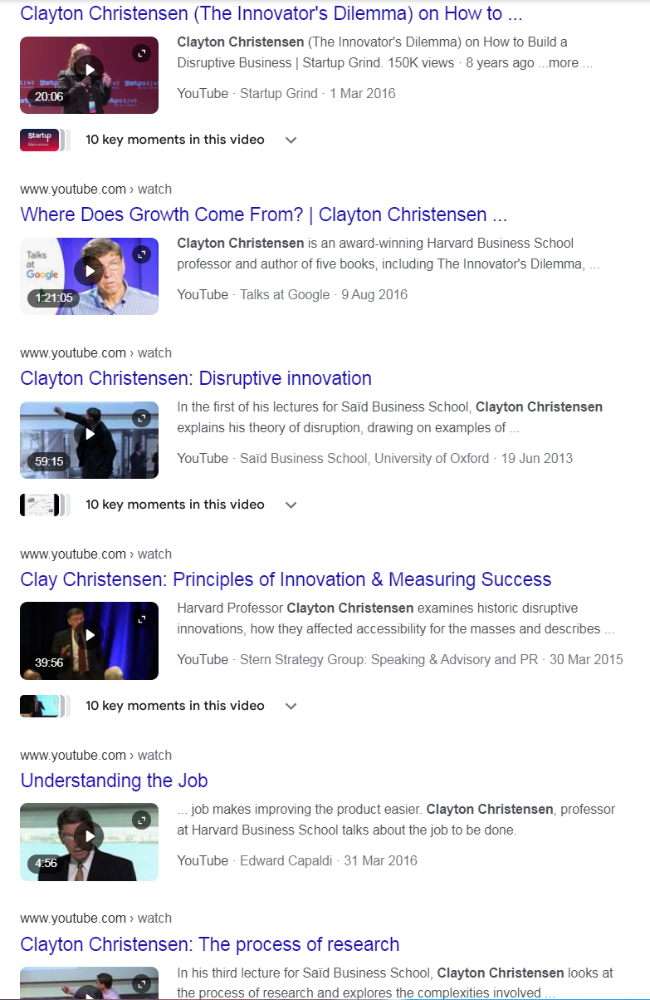 Clayton Christensen (The Innovator's Dilemma) on How to ...
Clayton Christensen (The Innovator's Dilemma) on How to Build a
Disruptive Business | Startup Grind. 150K views · 8 years ago ...more ...
20:06
YouTube · Startup Grind · 1 Mar 2016
Startup
10 key moments in this video
www.youtube.com › watch
Where Does Growth Come From? | Clayton Christensen ...
Talks
at
Google
1:21:05
Clayton Christensen is an award-winning Harvard Business School
professor and author of five books, including The Innovator's Dilemma, ...
YouTube · Talks at Google · 9 Aug 2016
www.youtube.com › watch
Clayton Christensen: Disruptive innovation
In the first of his lectures for Saïd Business School, Clayton Christensen
explains his theory of disruption, drawing on examples of ...
59:15
YouTube · Saïd Business School, University of Oxford · 19 Jun 2013
10 key moments in this video
www.youtube.com › watch
Clay Christensen: Principles of Innovation & Measuring Success
Harvard Professor Clayton Christensen examines historic disruptive
innovations, how they affected accessibility for the masses and describes ...
39:56
YouTube · Stern Strategy Group: Speaking & Advisory and PR · 30 Mar 2015
10 key moments in this video
www.youtube.com › watch
Understanding the Job
... job makes improving the product easier. Clayton Christensen, professor
at Harvard Business School talks about the job to be done.
4:56
YouTube · Edward Capaldi · 31 Mar 2016
www.youtube.com › watch
Clayton Christensen: The process of research
In his third lecture for Saïd Business School, Clayton Christensen looks at
the process of research and explores the complexities involved ...